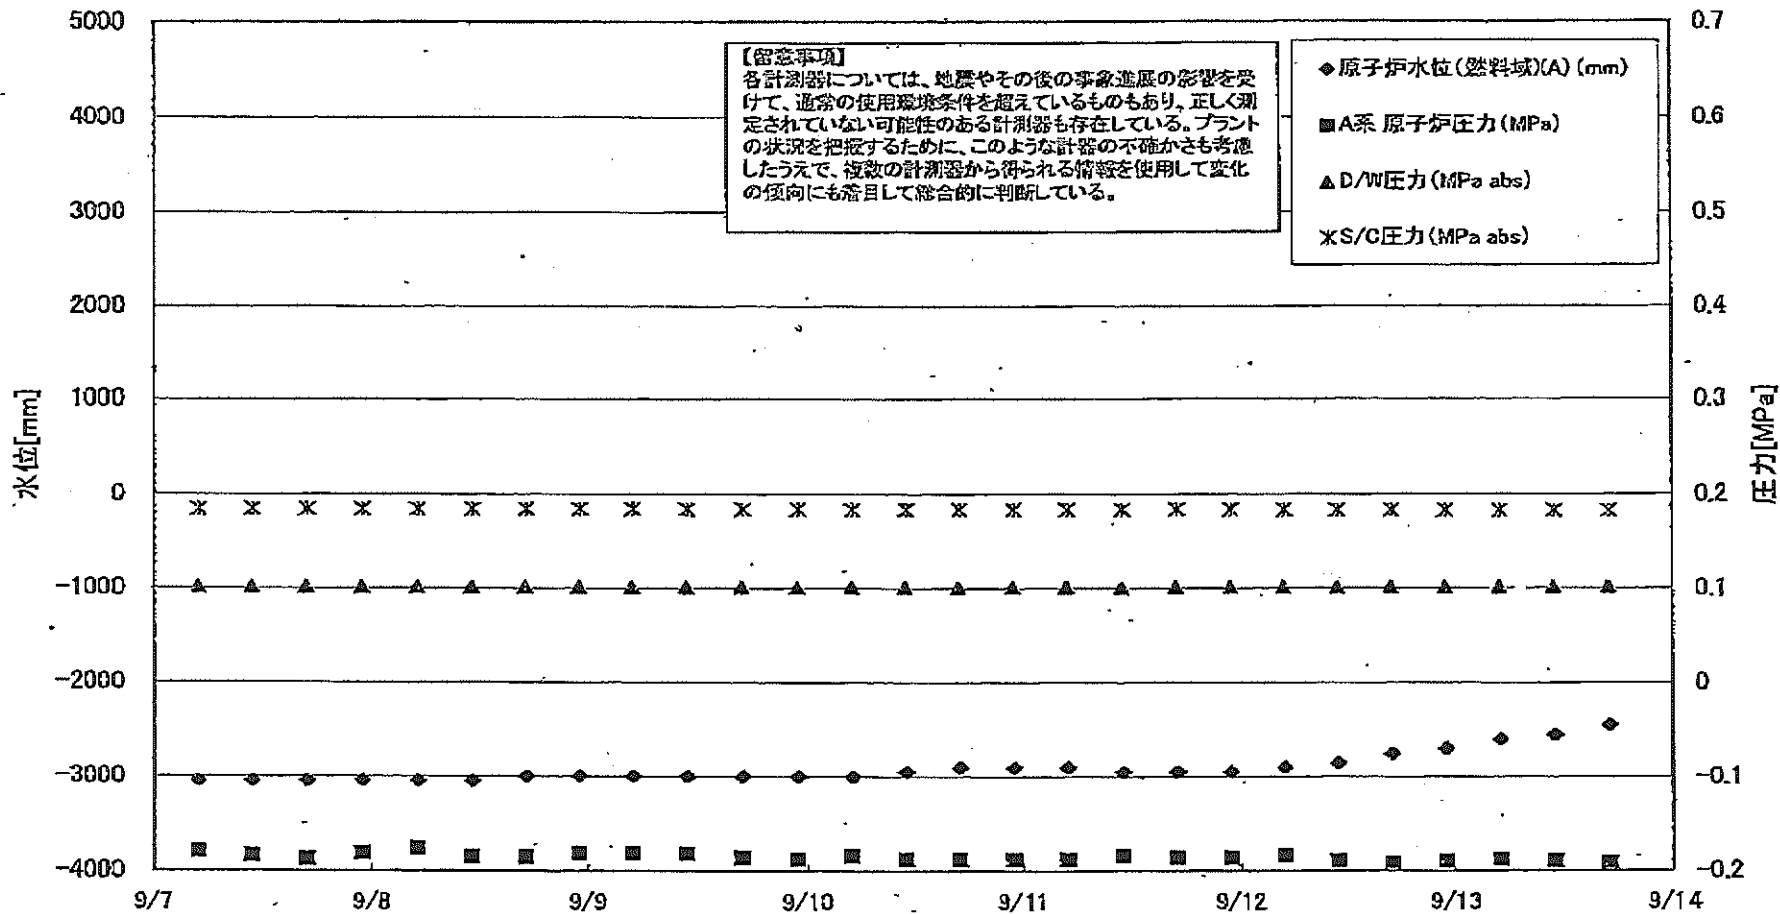 5000
4000
3000
2000
1000
0
-1000
-2000
-3000
-4000
水位[mm]
【留意事項】
各計測器については、地震やその後の事象進展の影響を受
けて、通常の使用環境条件を超えているものもあり、正しく測
定されていない可能性のある計測器も存在している。プラント
の状況を把握するために、このような計器の不確かさも考慮
したうえで、複数の計測器から得られる情報を使用して変化
の傾向にも着目して総合的に判断している。
◆原子炉水位(燃料域)(A) (mm)
■A系 原子炉圧力(MPa)
▲D/W圧力(MPa abs)
S/C圧力(MPa abs)
0.7
0.6
0.5
0.4
0.3
0.2
0.1
0
-0.1
-0.2
圧力[MPa]
9/7 9/8 9/9 9/10 9/11 9/12 9/13 9/14